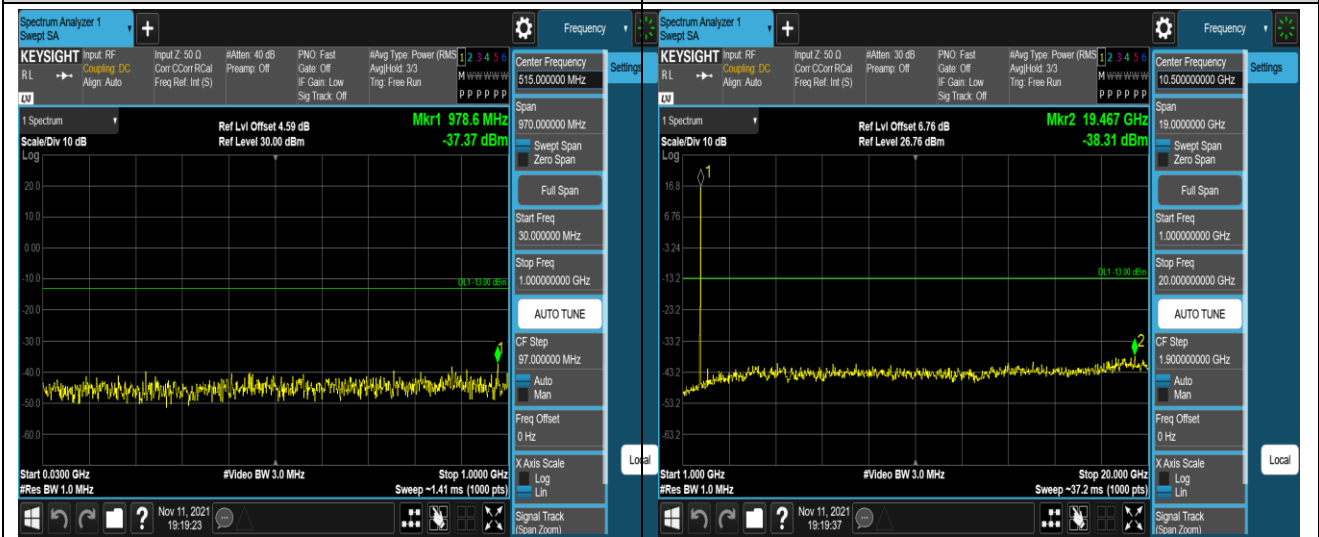 Spectrum Analyzer 1
Swept SA
+
Frequency
KEYSIGHT
RL
Input: RF
Coupling: DC
Align: Auto
Input Z: 50 Ω
Corr CCorr RCal
Freq Ref: Int (S)
#Atten: 40 dB
Preamp: Off
PNO: Fast
Gate: Off
IF Gain: Low
Sig Track: Off
#Avg Type: Power (RMS
Avg|Hold: 3/3
Trig: Free Run
1 2 3 4 5 6
M W W W W W
P P P P P P
Center Frequency
515.000000 MHz
Settings
1 Spectrum
Scale/Div 10 dB
Log
Ref Lvl Offset 4.59 dB
Ref Level 30.00 dBm
Mkr1 978.6 MHz
-37.37 dBm
Span
970.000000 MHz
Swept Span
Zero Span
Full Span
Start Freq
30.000000 MHz
Stop Freq
1.000000000 GHz
AUTO TUNE
CF Step
97.000000 MHz
Auto
Man
Freq Offset
0 Hz
X Axis Scale
Log
Lin
Signal Track
(Span Zoom)
20.0
10.0
0.00
-10.0
-20.0
-30.0
-40.0
-50.0
-60.0
DL1 -13.00 dBm
1
Start 0.0300 GHz
#Res BW 1.0 MHz
#Video BW 3.0 MHz
Stop 1.0000 GHz
Sweep ~1.41 ms (1000 pts)
Local
?
Nov 11, 2021
19:19:23
Spectrum Analyzer 1
Swept SA
+
Frequency
KEYSIGHT
RL
Input: RF
Coupling: DC
Align: Auto
Input Z: 50 Ω
Corr CCorr RCal
Freq Ref: Int (S)
#Atten: 30 dB
Preamp: Off
PNO: Fast
Gate: Off
IF Gain: Low
Sig Track: Off
#Avg Type: Power (RMS
Avg|Hold: 3/3
Trig: Free Run
1 2 3 4 5 6
M W W W W W
P P P P P P
Center Frequency
10.500000000 GHz
Settings
1 Spectrum
Scale/Div 10 dB
Log
Ref Lvl Offset 6.76 dB
Ref Level 26.76 dBm
Mkr2 19.467 GHz
-38.31 dBm
Span
19.0000000 GHz
Swept Span
Zero Span
Full Span
Start Freq
1.000000000 GHz
Stop Freq
20.000000000 GHz
AUTO TUNE
CF Step
1.900000000 GHz
Auto
Man
Freq Offset
0 Hz
X Axis Scale
Log
Lin
Signal Track
(Span Zoom)
16.8
6.76
-3.24
-13.2
-23.2
-33.2
-43.2
-53.2
-63.2
1
DL1 -13.00 dBm
2
Start 1.000 GHz
#Res BW 1.0 MHz
#Video BW 3.0 MHz
Stop 20.000 GHz
Sweep ~37.2 ms (1000 pts)
Local
?
Nov 11, 2021
19:19:37